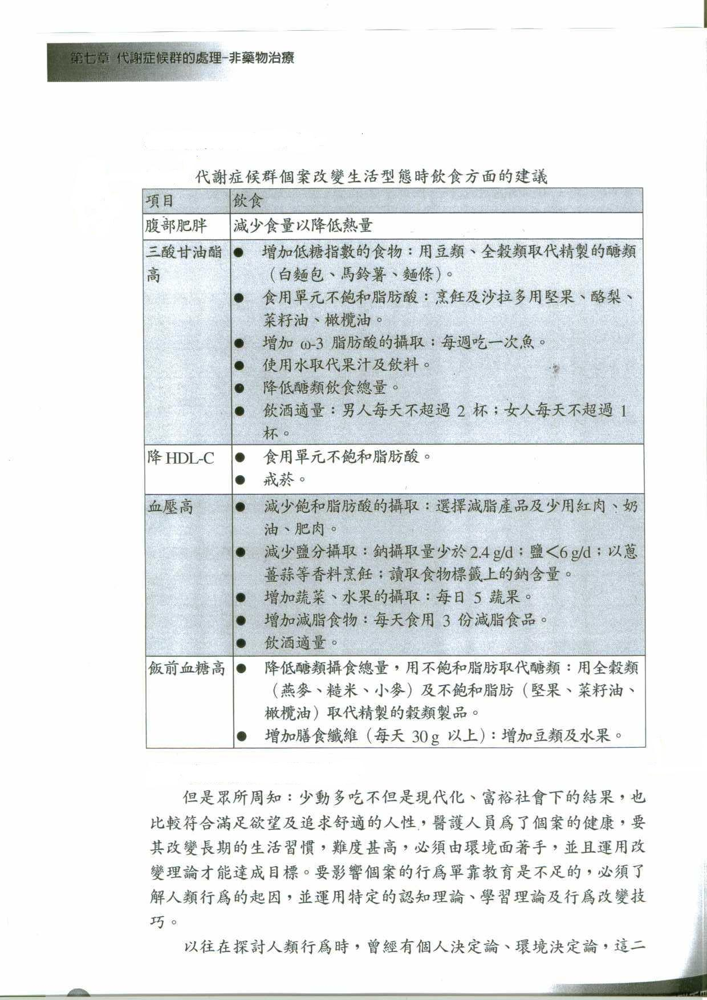 第七章 代謝症候群的處理-非藥物治療
代謝症候群個案改變生活型態時飲食方面的建議
項目 飲食
腹部肥胖 減少食量以降低熱量
三酸甘油酯高 ● 增加低糖指數的食物：用豆類、全穀類取代精製的醣類
（白麵包、馬鈴薯、麵條）。
● 食用單元不飽和脂肪酸：烹飪及沙拉多用堅果、酪梨、
菜籽油、橄欖油。
● 增加 ω-3 脂肪酸的攝取：每週吃一次魚。
● 使用水取代果汁及飲料。
● 降低醣類飲食總量。
● 飲酒適量：男人每天不超過 2 杯；女人每天不超過 1
杯。
降 HDL-C ● 食用單元不飽和脂肪酸。
● 戒菸。
血壓高 ● 減少飽和脂肪酸的攝取：選擇減脂產品及少用紅肉、奶
油、肥肉。
● 減少鹽分攝取：鈉攝取量少於 2.4 g/d；鹽＜6 g/d；以蔥
薑蒜等香料烹飪；讀取食物標籤上的鈉含量。
● 增加蔬菜、水果的攝取：每日 5 蔬果。
● 增加減脂食物：每天食用 3 份減脂食品。
● 飲酒適量。
飯前血糖高 ● 降低醣類攝食總量，用不飽和脂肪取代醣類：用全穀類
（燕麥、糙米、小麥）及不飽和脂肪（堅果、菜籽油、
橄欖油）取代精製的穀類製品。
● 增加膳食纖維（每天 30 g 以上）：增加豆類及水果。
但是眾所周知：少動多吃不但是現代化、富裕社會下的結果，也
比較符合滿足欲望及追求舒適的人性，醫護人員為了個案的健康，要
其改變長期的生活習慣，難度甚高，必須由環境面著手，並且運用改
變理論才能達成目標。要影響個案的行為單靠教育是不足的，必須了
解人類行為的起因，並運用特定的認知理論、學習理論及行為改變技
巧。
以往在探討人類行為時，曾經有個人決定論、環境決定論，這二